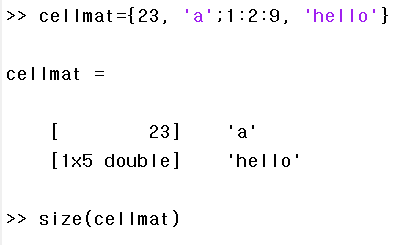 >> cellmat={23, 'a';1:2:9, 'hello'}
cellmat =
[ 23] 'a'
[1x5 double] 'hello'
>> size(cellmat)